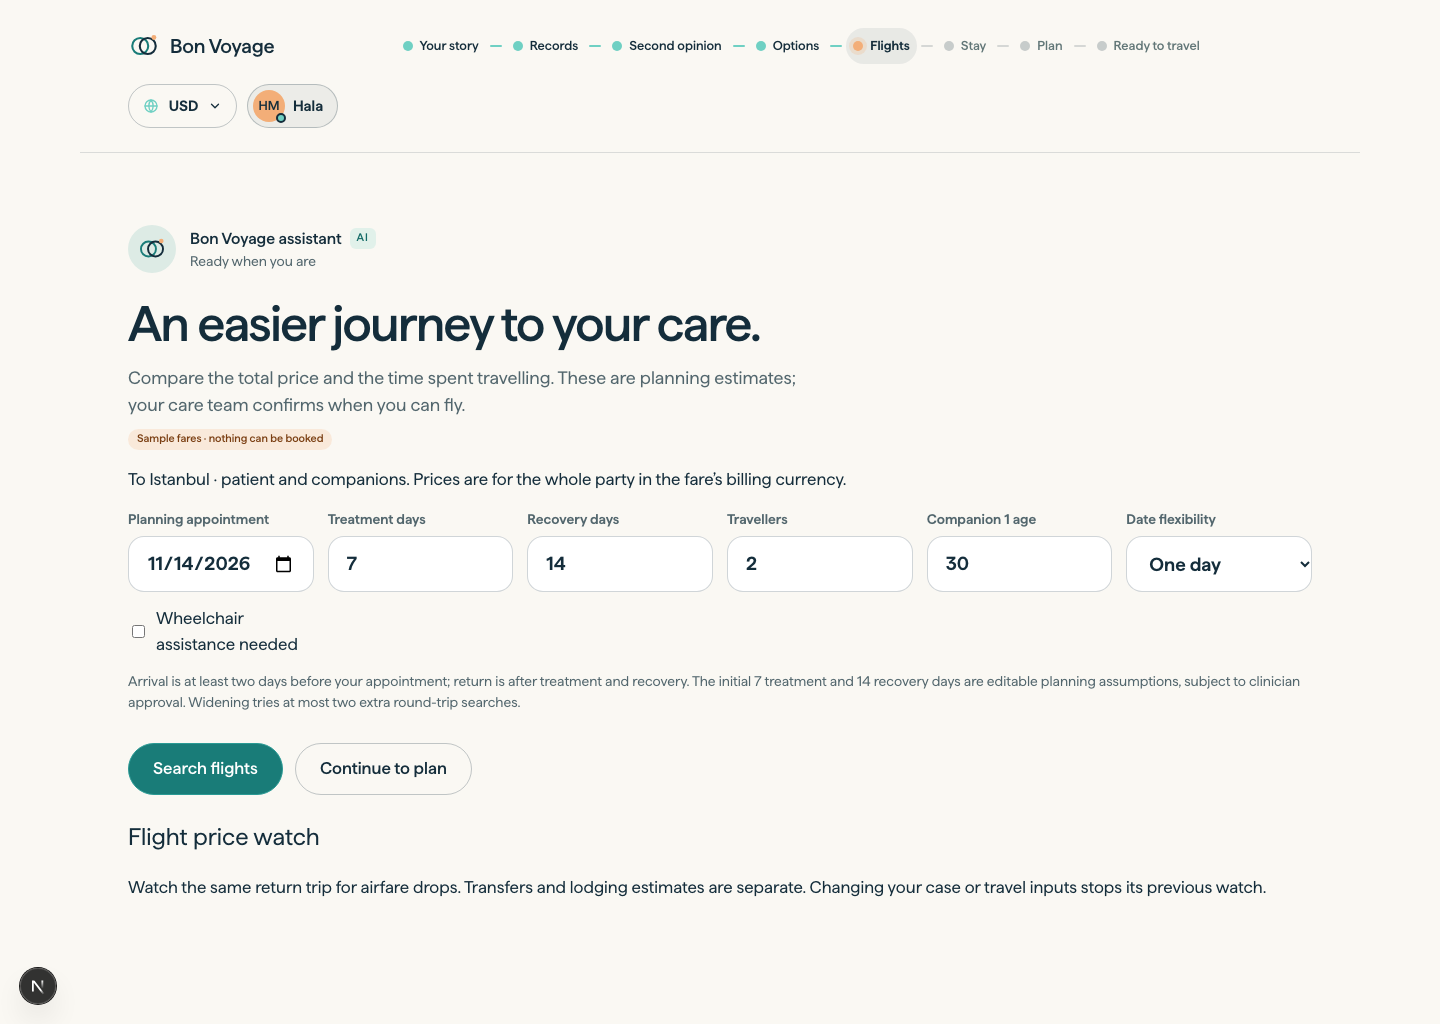 Bon Voyage
Your story
Records
Second opinion
Options
Flights
Stay
Plan
Ready to travel
USD
HM
Hala
Bon Voyage assistant
AI
Ready when you are
An easier journey to your care.
Compare the total price and the time spent travelling. These are planning estimates;
your care team confirms when you can fly.
Sample fares · nothing can be booked
To Istanbul · patient and companions. Prices are for the whole party in the fare’s billing currency.
Planning appointment
Treatment days
Recovery days
Travellers
Companion 1 age
Date flexibility
11/14/2026
7
14
2
30
One day
Wheelchair
assistance needed
Arrival is at least two days before your appointment; return is after treatment and recovery. The initial 7 treatment and 14 recovery days are editable planning assumptions, subject to clinician
approval. Widening tries at most two extra round-trip searches.
Search flights
Continue to plan
Flight price watch
Watch the same return trip for airfare drops. Transfers and lodging estimates are separate. Changing your case or travel inputs stops its previous watch.
N